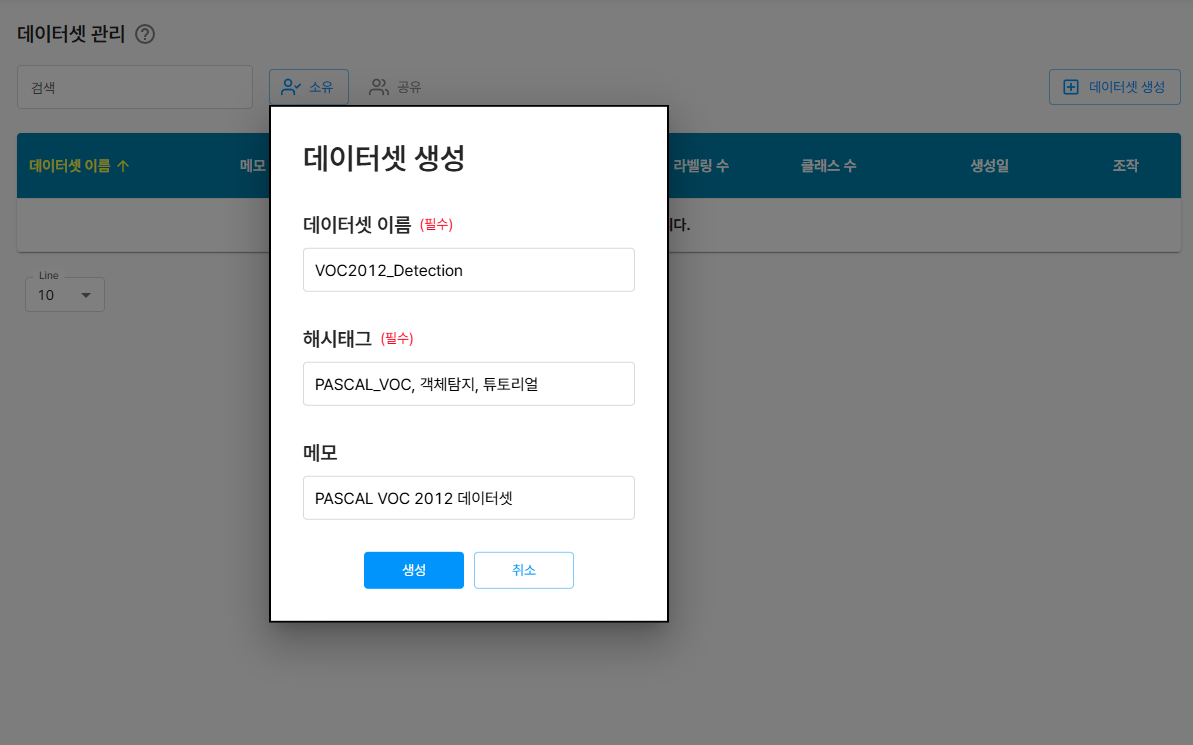 데이터셋 관리
검색
소유
공유
데이터셋 생성
데이터셋 이름
메모
라벨링 수
클래스 수
생성일
조작
다.
Line
10
데이터셋 생성
데이터셋 이름 (필수)
VOC2012_Detection
해시태그 (필수)
PASCAL_VOC, 객체탐지, 튜토리얼
메모
PASCAL VOC 2012 데이터셋
생성
취소